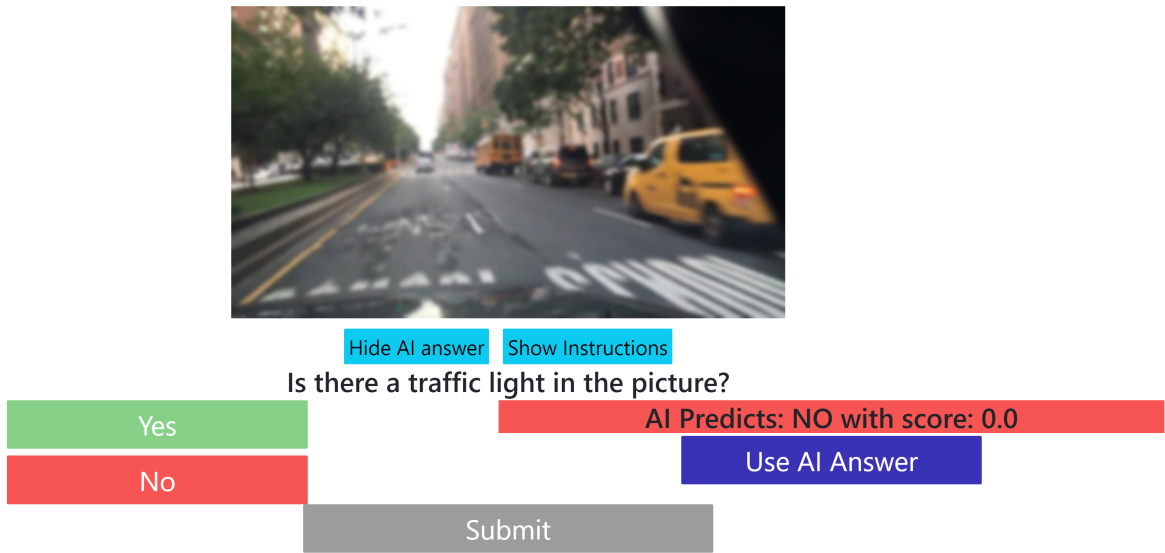 Hide AI answer
Show Instructions
Is there a traffic light in the picture?
Yes
AI Predicts: NO with score: 0.0
Use AI Answer
No
Submit